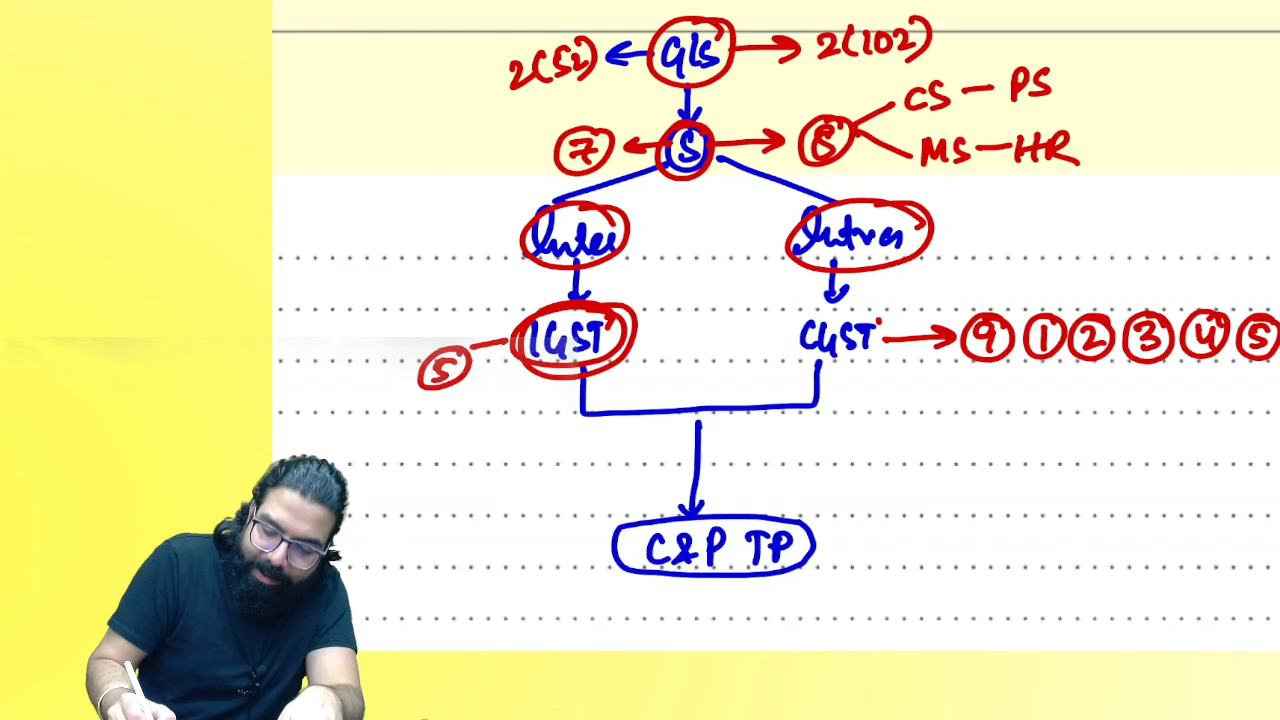 2(52) ← G/S → 2(102)
CS - PS
7 ← S → 8
MS - HR
Inter Intra
IGST CGST → 9 1 2 3 4 5
5
C&P TP